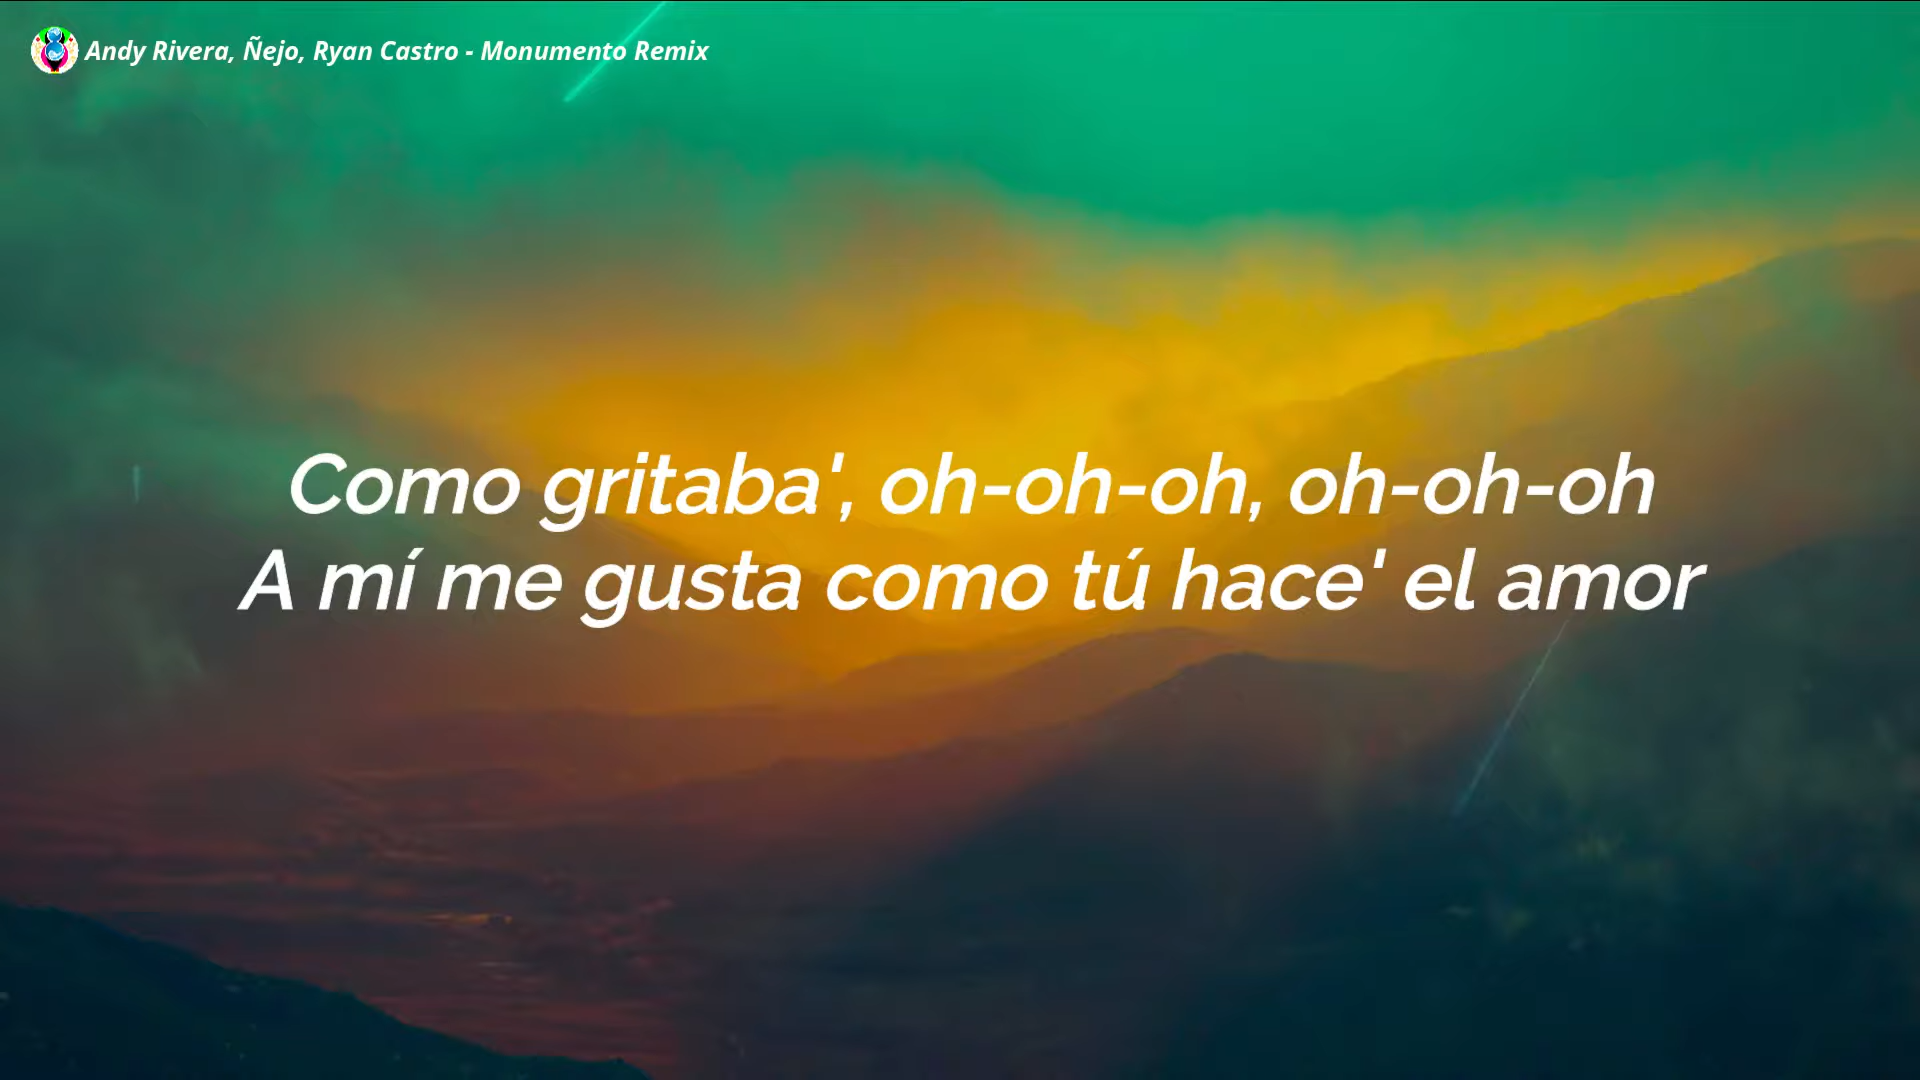 Andy Rivera, Ñejo, Ryan Castro - Monumento Remix
Como gritaba', oh-oh-oh, oh-oh-oh
A mí me gusta como tú hace' el amor